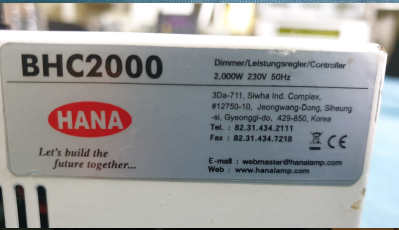 BHC2000
Dimmer/Leistungsregler/Controller
2,000W 230V 50Hz
HANA
Let's build the
future together...
3Da-711, Siwha Ind. Complex,
#12750-10, Jeongwang-Dong, Siheung
-si, Gyeonggi-do, 429-850, Korea
Tel : 82.31.434.2111
Fax : 82.31.434.7218
CE
E-mail : webmaster@hanalamp.com
Web : www.hanalamp.com